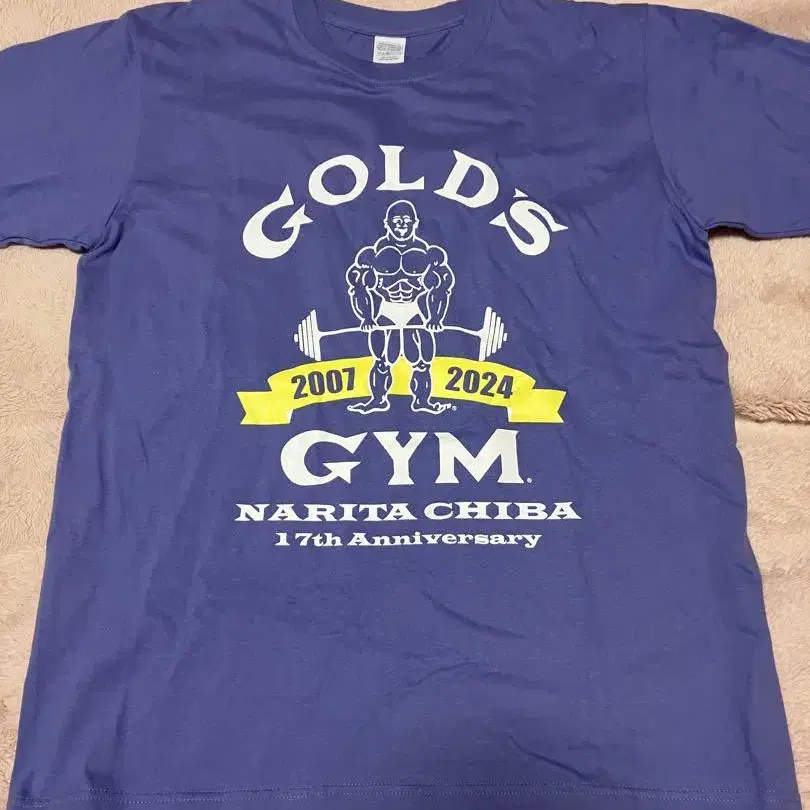 GOLD'S
2007 2024
®
GYM.
NARITA CHIBA
17th Anniversary